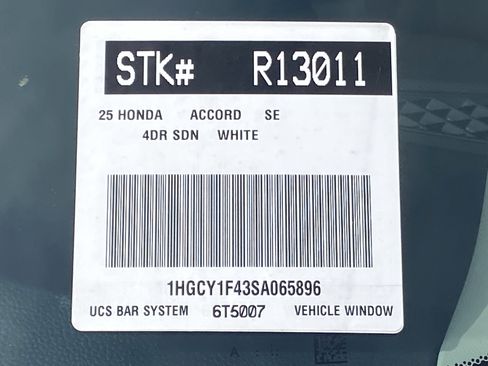 STK# R13011
25 HONDA ACCORD SE
4DR SDN WHITE
1HGCY1F43SA065896
UCS BAR SYSTEM 6T5007 VEHICLE WINDOW